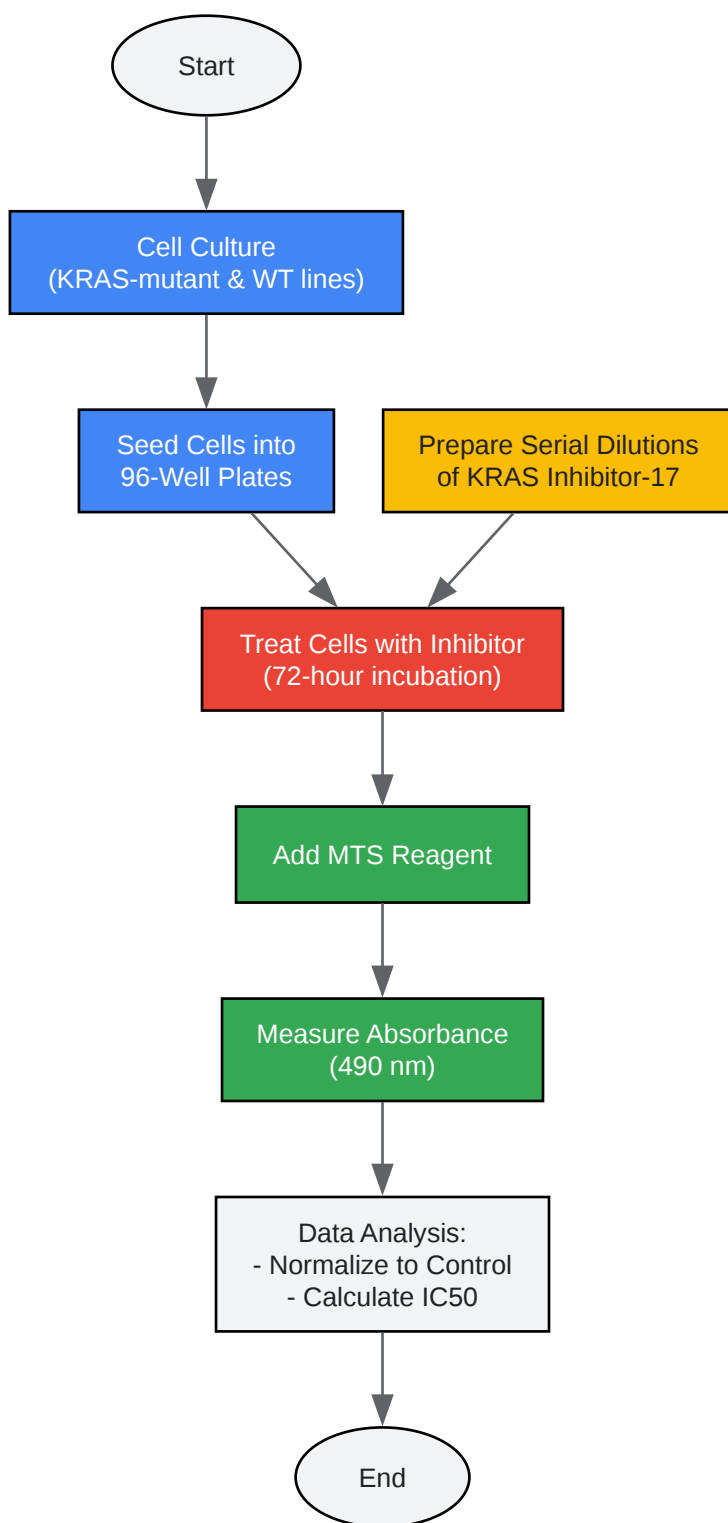 Start
Cell Culture
(KRAS-mutant & WT lines)
Seed Cells into
96-Well Plates
Prepare Serial Dilutions
of KRAS Inhibitor-17
Treat Cells with Inhibitor
(72-hour incubation)
Add MTS Reagent
Measure Absorbance
(490 nm)
Data Analysis:
- Normalize to Control
- Calculate IC50
End